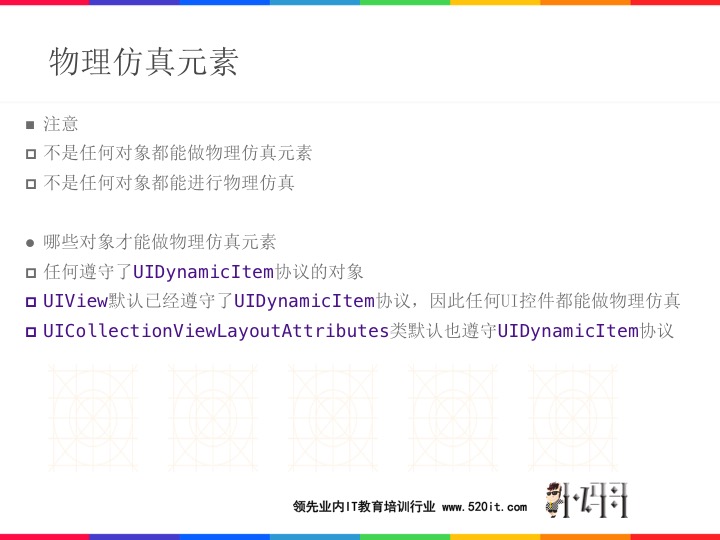 物理仿真元素
注意
不是任何对象都能做物理仿真元素
不是任何对象都能进行物理仿真
哪些对象才能做物理仿真元素
任何遵守了UIDynamicItem协议的对象
UIView默认已经遵守了UIDynamicItem协议，因此任何UI控件都能做物理仿真
UICollectionViewLayoutAttributes类默认也遵守UIDynamicItem协议
领先业内IT教育培训行业 www.520it.com
小码哥